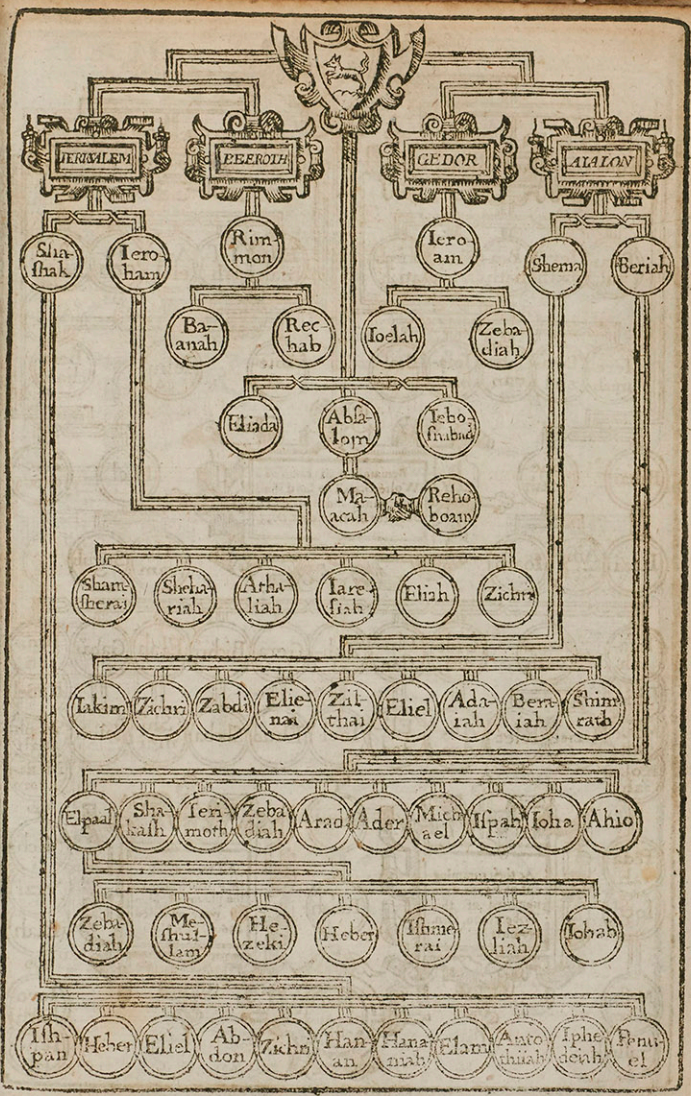 IERUSALEM
BEEROTH
GEDOR
AIALON
Sha-
shak
Iero-
ham
Rim-
mon
Iero-
am
Shema
Beriah
Ba-
anah
Rec-
hab
Ioelah
Zeba-
diah
Eliada
Absa-
lom
Ma-
acah
Reho-
boam
Sham-
sherai
Sheha-
riah
Atha-
liah
Iare-
siah
Eliah
Zichri
Iakim
Zichri
Zabdi
Elie-
nai
Zil-
thai
Eliel
Ada-
iah
Bera-
iah
Shim-
rath
Elpaal
Sha-
kash
Ieri-
moth
Zeba-
diah
Arad
Ader
Mich-
ael
Ispah
Ioha
Ahio
Zeba-
diah
Me-
shul-
lam
He-
zeki
Heber
Ishme-
rai
Iez-
liah
Iobab
Ish-
pan
Heber
Eliel
Ab-
don
Zichri
Han-
an
Hana-
niah
Elam
Iphe-
deiah
Penu-
el